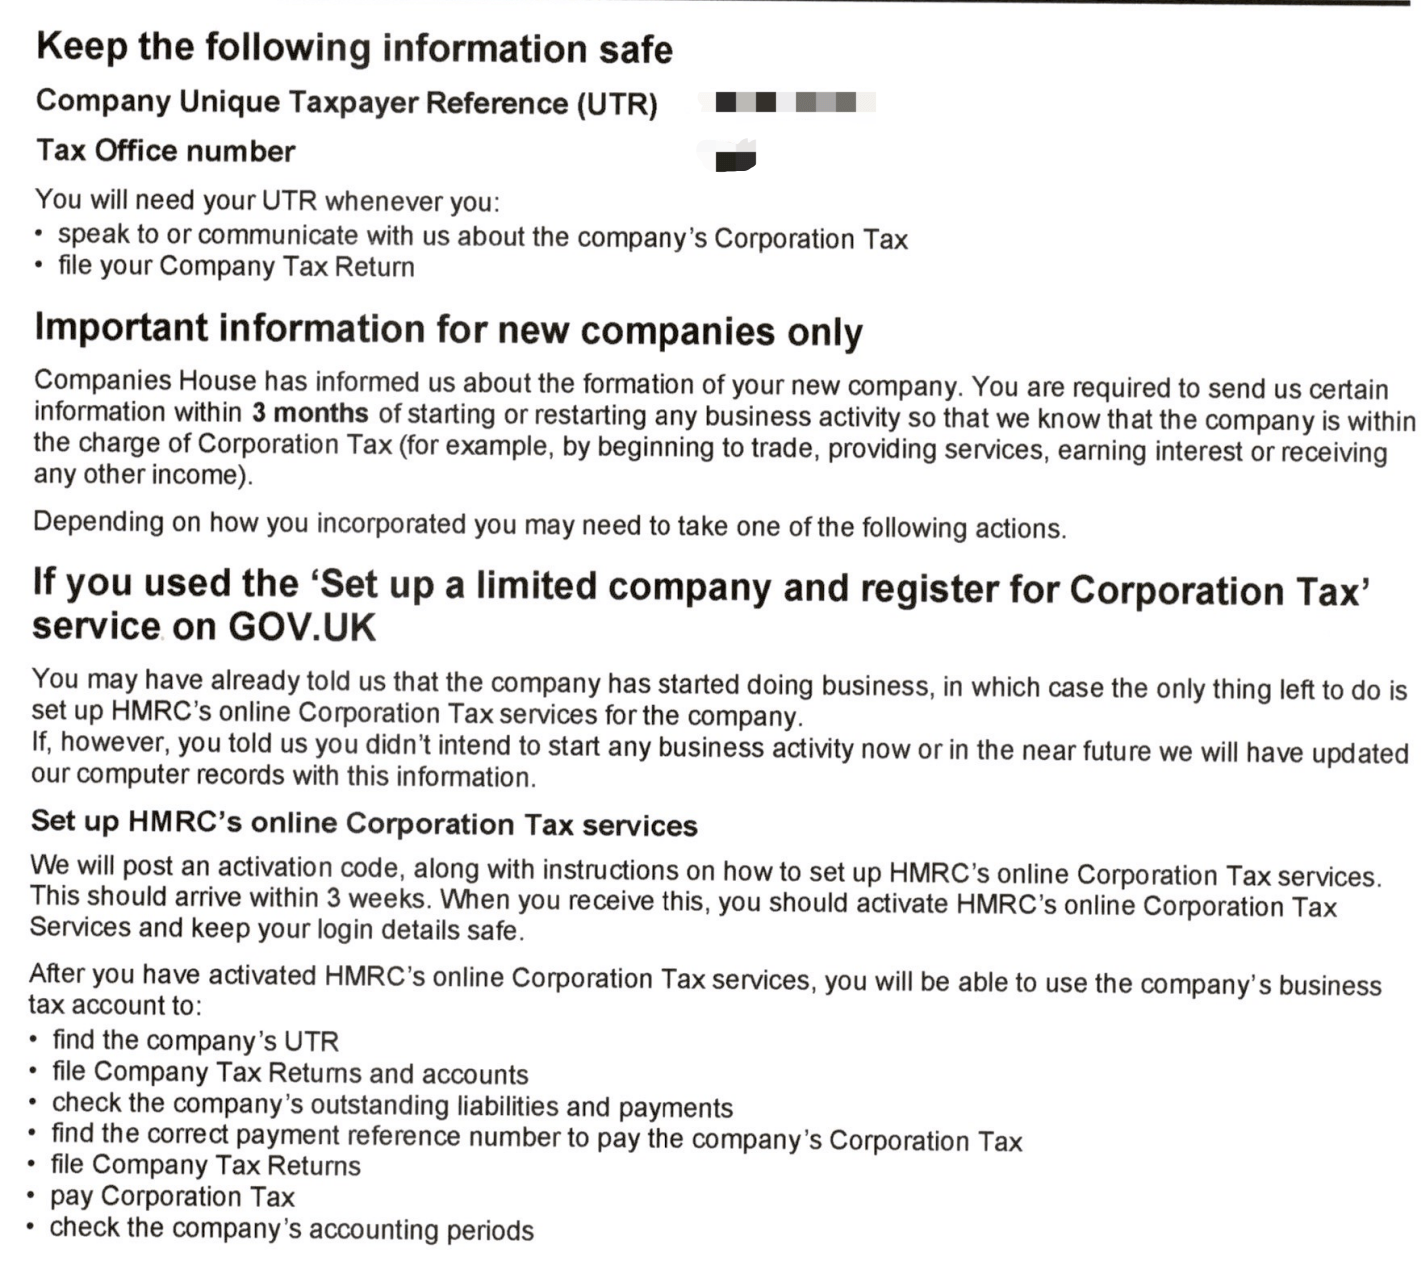 Keep the following information safe
Company Unique Taxpayer Reference (UTR)
Tax Office number
You will need your UTR whenever you:
• speak to or communicate with us about the company's Corporation Tax
• file your Company Tax Return
Important information for new companies only
Companies House has informed us about the formation of your new company. You are required to send us certain
information within 3 months of starting or restarting any business activity so that we know that the company is within
the charge of Corporation Tax (for example, by beginning to trade, providing services, earning interest or receiving
any other income).
Depending on how you incorporated you may need to take one of the following actions.
If you used the ‘Set up a limited company and register for Corporation Tax’
service on GOV.UK
You may have already told us that the company has started doing business, in which case the only thing left to do is
set up HMRC's online Corporation Tax services for the company.
If, however, you told us you didn't intend to start any business activity now or in the near future we will have updated
our computer records with this information.
Set up HMRC's online Corporation Tax services
We will post an activation code, along with instructions on how to set up HMRC's online Corporation Tax services.
This should arrive within 3 weeks. When you receive this, you should activate HMRC's online Corporation Tax
Services and keep your login details safe.
After you have activated HMRC's online Corporation Tax services, you will be able to use the company's business
tax account to:
• find the company's UTR
• file Company Tax Returns and accounts
• check the company's outstanding liabilities and payments
• find the correct payment reference number to pay the company's Corporation Tax
• file Company Tax Returns
• pay Corporation Tax
• check the company's accounting periods